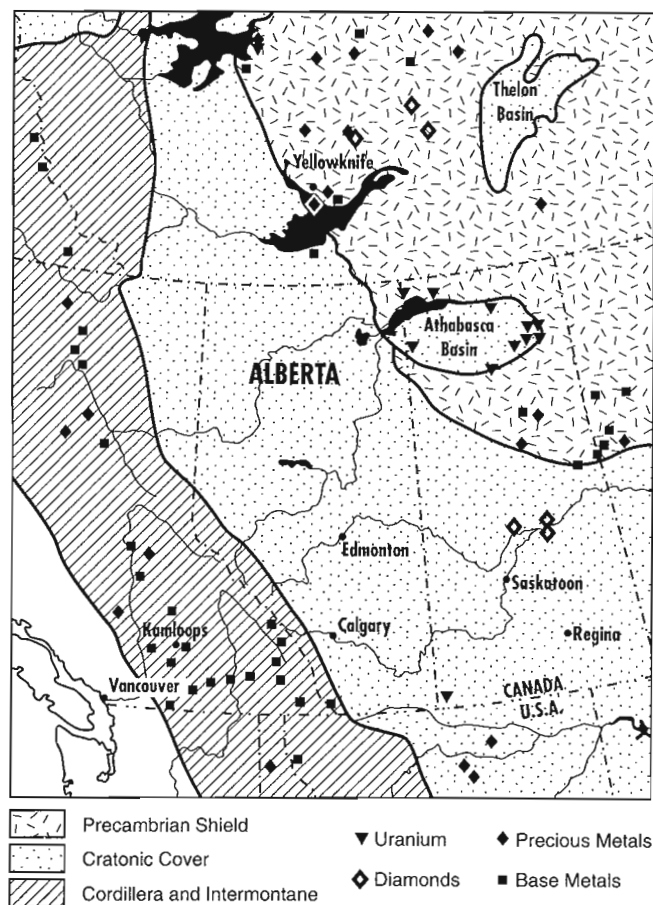 Thelon
Basin
Yellowknife
Athabasca
Basin
ALBERTA
Edmonton
Saskatoon
Kamloops
Calgary
Regina
Vancouver
CANADA
U.S.A.
Precambrian Shield
Cratonic Cover
Cordillera and Intermontane
Uranium
Precious Metals
Diamonds
Base Metals